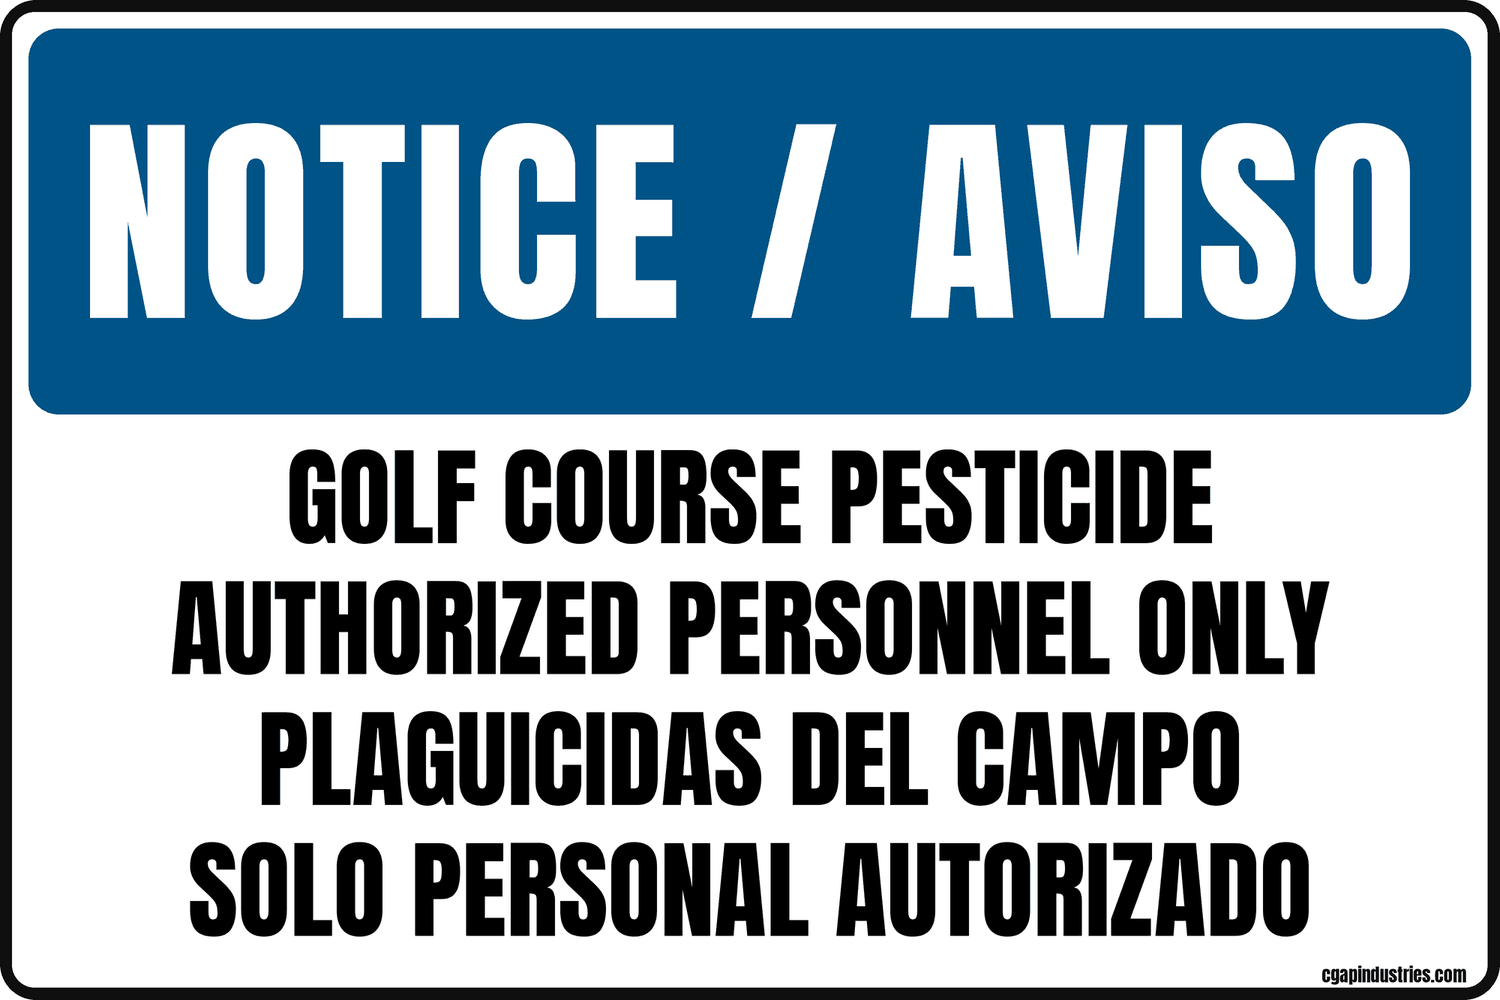 NOTICE / AVISO
GOLF COURSE PESTICIDE
AUTHORIZED PERSONNEL ONLY
PLAGUICIDAS DEL CAMPO
SOLO PERSONAL AUTORIZADO
cgapindustries.com